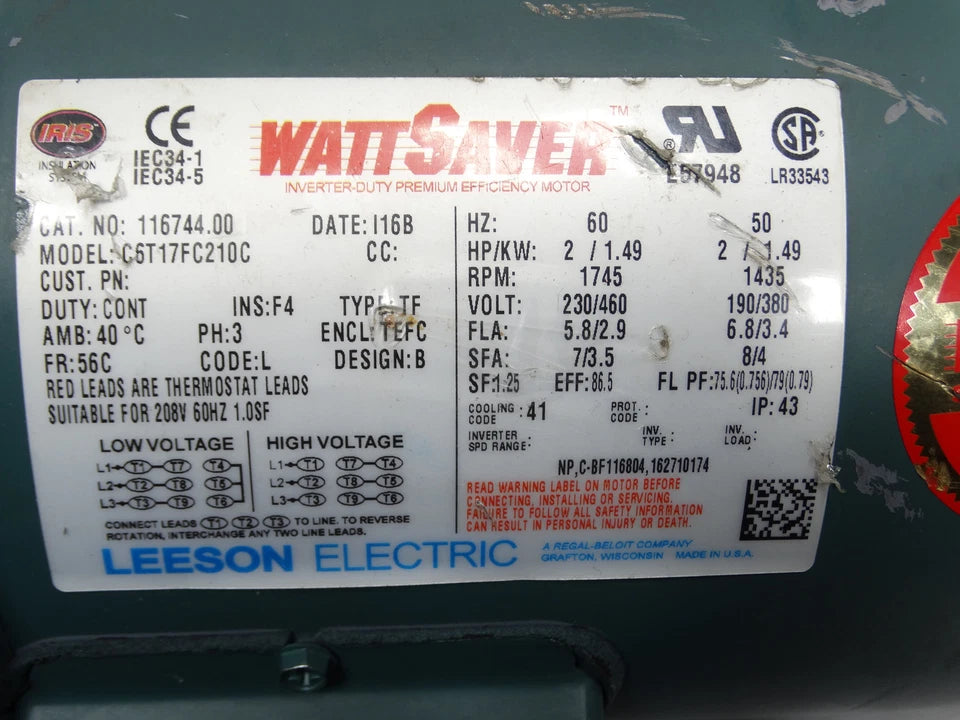 IRIS
INSULATION
SYSTEM
CE
IEC34-1
IEC34-5
WATTSAVER™
INVERTER-DUTY PREMIUM EFFICIENCY MOTOR
®
E57948
SA
LR33543
CAT. NO: 116744.00 DATE: I16B
MODEL: C6T17FC210C CC:
CUST. PN:
DUTY: CONT INS:F4 TYPE: TF
AMB: 40°C PH:3 ENCL:TEFC
FR:56C CODE:L DESIGN:B
RED LEADS ARE THERMOSTAT LEADS
SUITABLE FOR 208V 60HZ 1.0SF
HZ: 60 50
HP/KW: 2 / 1.49 2 / 1.49
RPM: 1745 1435
VOLT: 230/460 190/380
FLA: 5.8/2.9 6.8/3.4
SFA: 7/3.5 8/4
SF:1.25 EFF: 86.5 FL PF:75.6(0.756)/79(0.79)
COOLING CODE : 41 PROT. CODE : IP: 43
INVERTER SPD RANGE: INV. TYPE : INV. LOAD:
NP,C-BF116804,162710174
LOW VOLTAGE
L1 T1 T7 T4
L2 T2 T8 T5
L3 T3 T9 T6
HIGH VOLTAGE
L1 T1 T7 T4
L2 T2 T8 T5
L3 T3 T9 T6
CONNECT LEADS T1 T2 T3 TO LINE. TO REVERSE
ROTATION, INTERCHANGE ANY TWO LINE LEADS.
READ WARNING LABEL ON MOTOR BEFORE
CONNECTING, INSTALLING OR SERVICING.
FAILURE TO FOLLOW ALL SAFETY INFORMATION
CAN RESULT IN PERSONAL INJURY OR DEATH.
LEESON ELECTRIC
A REGAL-BELOIT COMPANY
GRAFTON, WISCONSIN MADE IN U.S.A.